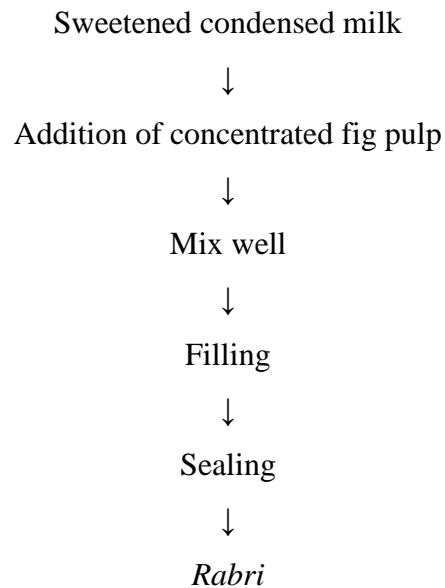 Sweetened condensed milk
↓
Addition of concentrated fig pulp
↓
Mix well
↓
Filling
↓
Sealing
↓
Rabri